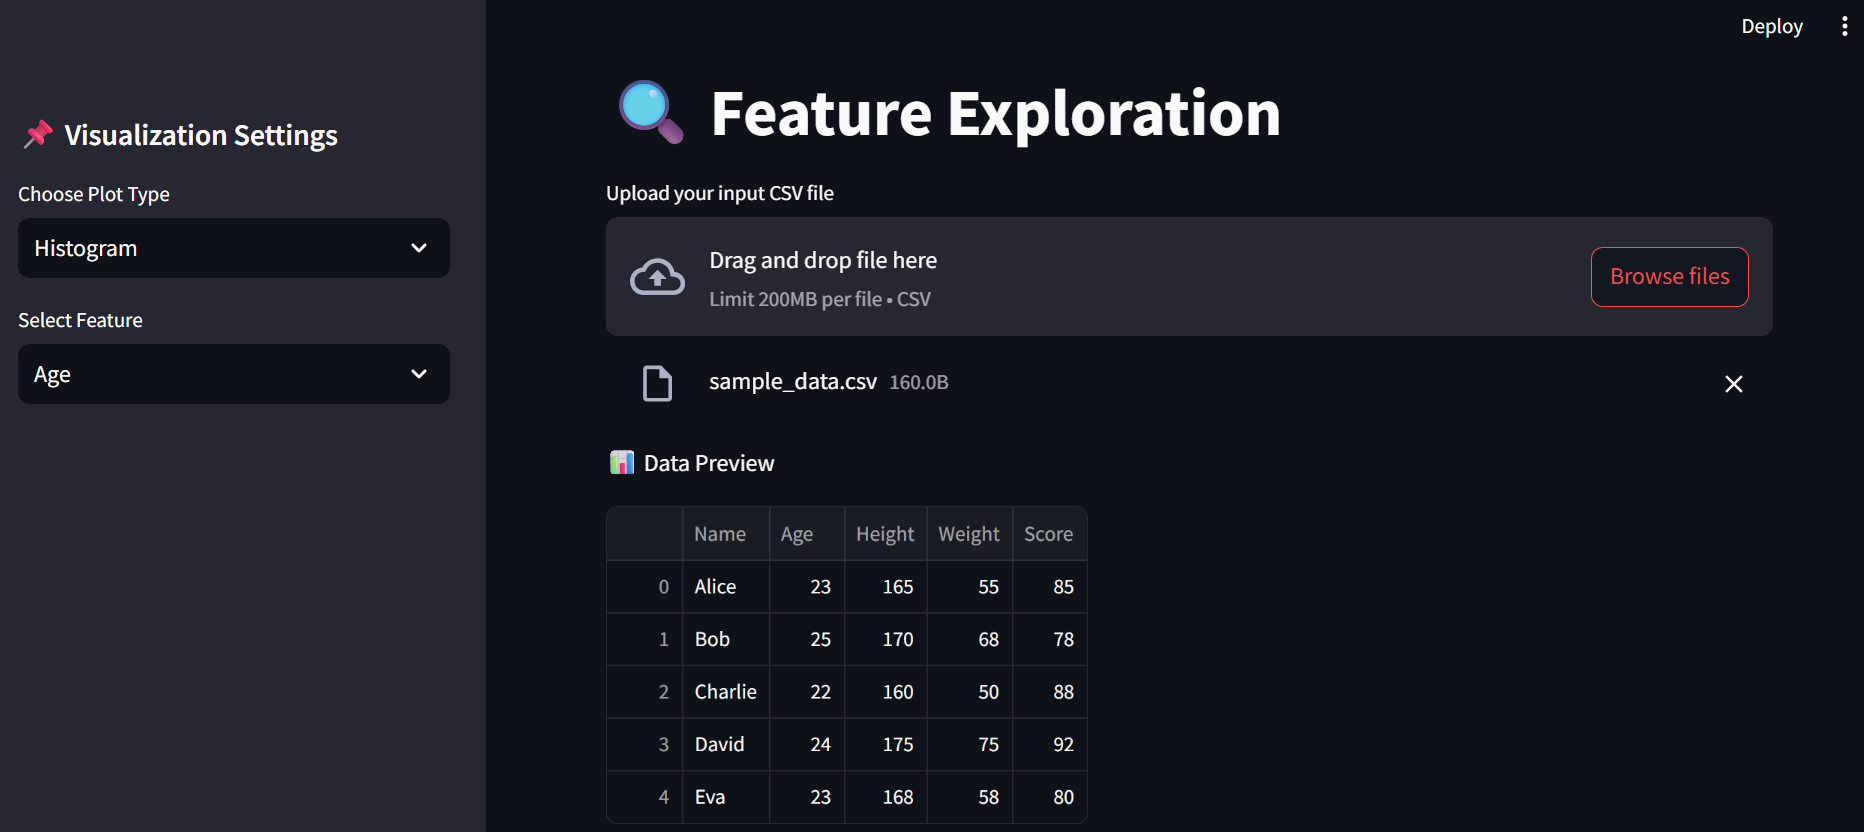 Deploy
Visualization Settings
Choose Plot Type
Histogram
Select Feature
Age
Feature Exploration
Upload your input CSV file
Drag and drop file here
Limit 200MB per file • CSV
Browse files
sample_data.csv 160.0B
Data Preview
Name Age Height Weight Score
0 Alice 23 165 55 85
1 Bob 25 170 68 78
2 Charlie 22 160 50 88
3 David 24 175 75 92
4 Eva 23 168 58 80